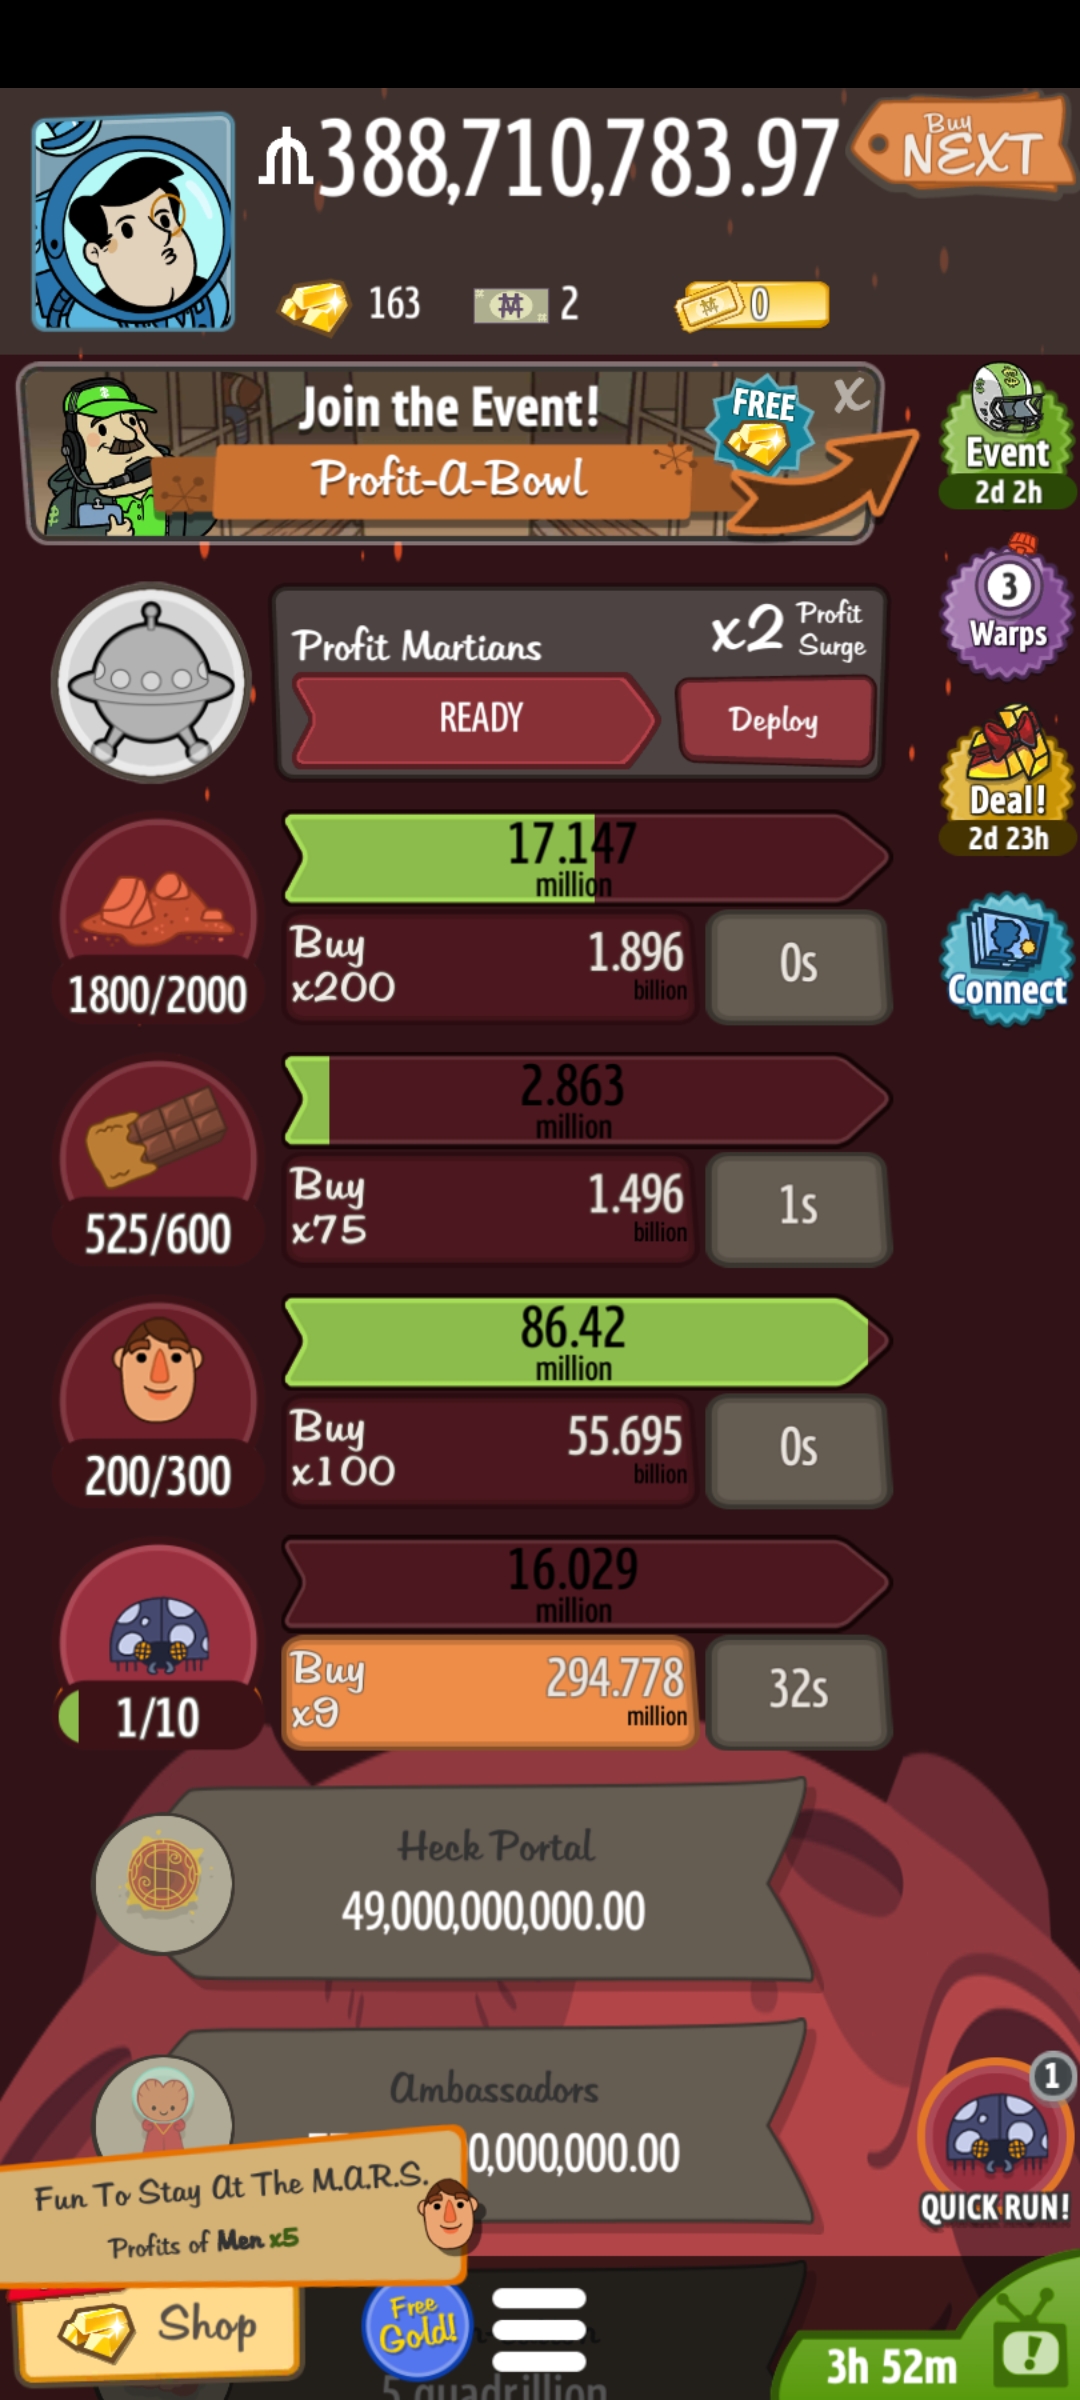 388,710,783.97
Buy
NEXT
163
2
0
Join the Event!
Profit-A-Bowl
FREE
X
Event
2d 2h
3
Warps
Deal!
2d 23h
Connect
Profit Martians
x2 Profit Surge
READY
Deploy
17.147
million
1800/2000
Buy
x200
1.896
billion
0s
2.863
million
525/600
Buy
x75
1.496
billion
1s
86.42
million
200/300
Buy
x100
55.695
billion
0s
16.029
million
1/10
Buy
x9
294.778
million
32s
Heck Portal
49,000,000,000.00
Ambassadors
0,000,000.00
1
QUICK RUN!
Fun To Stay At The M.A.R.S.
Profits of Men x5
Shop
Free
Gold!
3h 52m
5 quadrillion